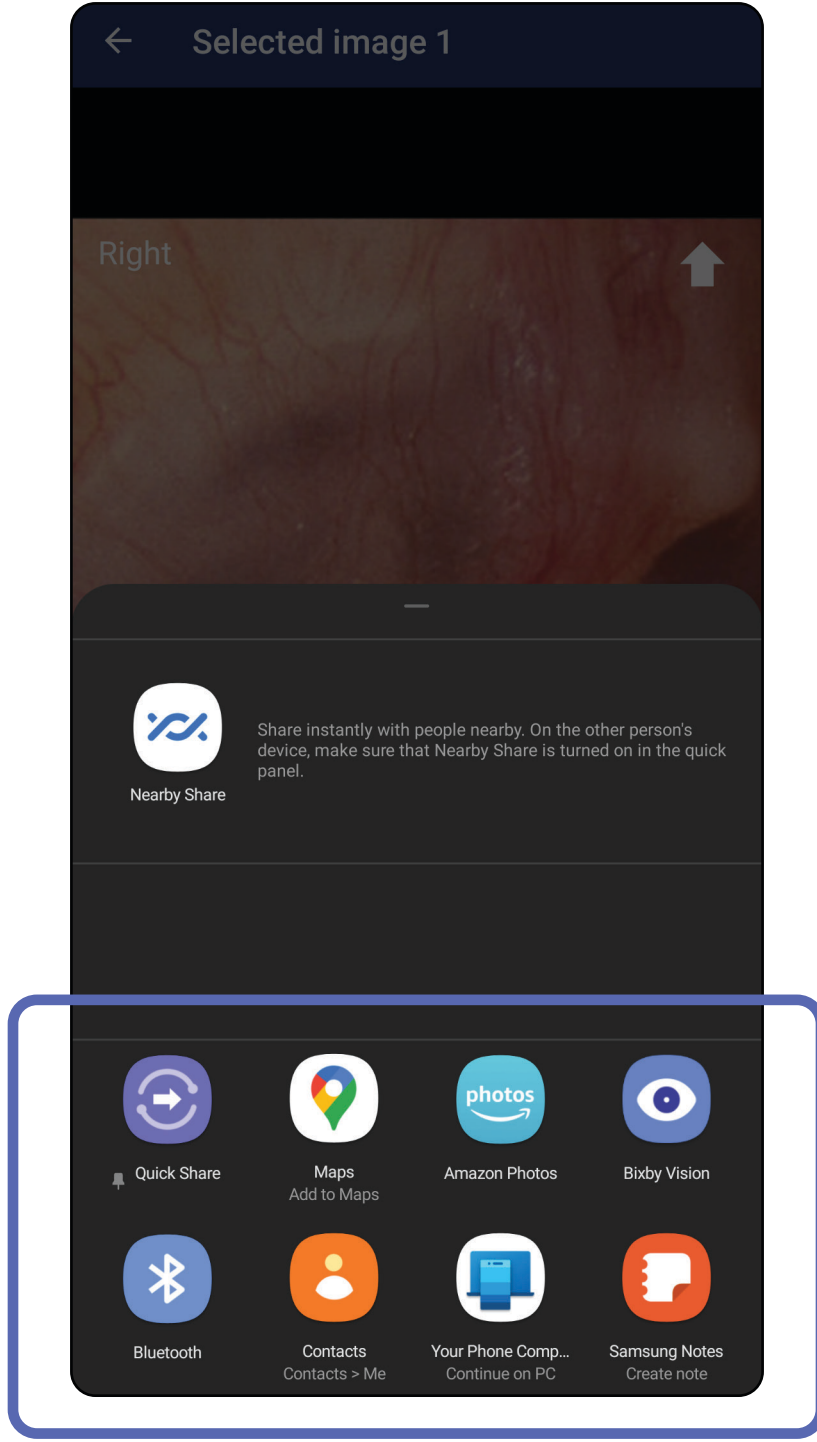 Selected image 1
Right
Share instantly with people nearby. On the other person's
device, make sure that Nearby Share is turned on in the quick
panel.
Nearby Share
photos
Quick Share
Maps
Amazon Photos
Bixby Vision
Add to Maps
Bluetooth
Contacts
Your Phone Comp...
Samsung Notes
Contacts > Me
Continue on PC
Create note